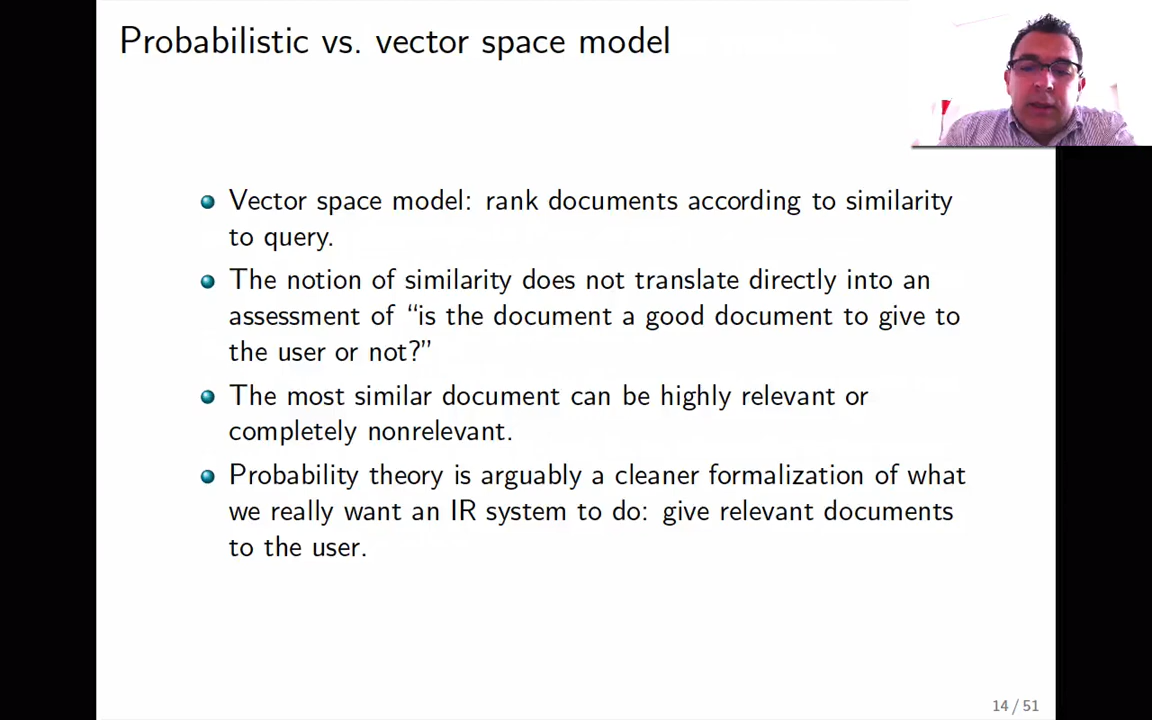 Probabilistic vs. vector space model
Vector space model: rank documents according to similarity
to query.
The notion of similarity does not translate directly into an
assessment of “is the document a good document to give to
the user or not?”
The most similar document can be highly relevant or
completely nonrelevant.
Probability theory is arguably a cleaner formalization of what
we really want an IR system to do: give relevant documents
to the user.
14 / 51